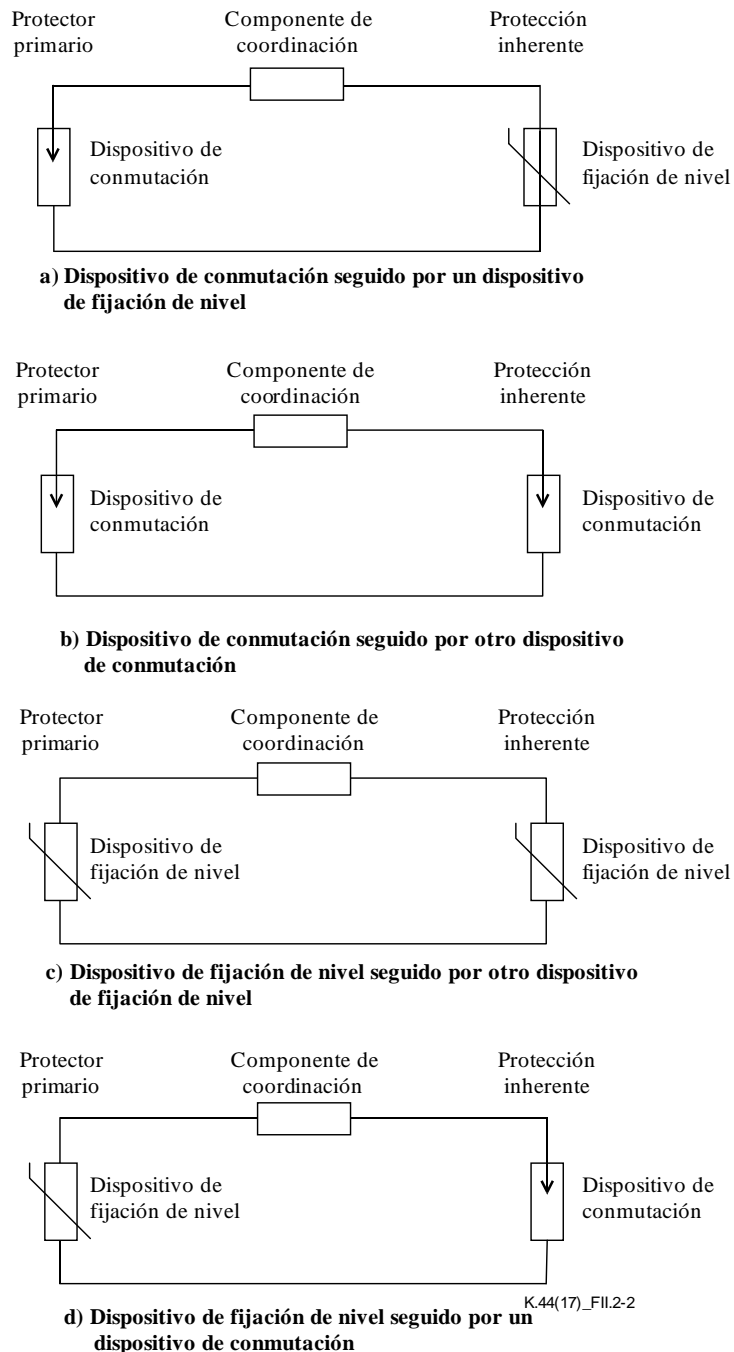 Protector
primario
Componente de
coordinación
Protección
inherente
Dispositivo de
conmutación
Dispositivo de
fijación de nivel
a) Dispositivo de conmutación seguido por un dispositivo
de fijación de nivel
Protector
primario
Componente de
coordinación
Protección
inherente
Dispositivo de
conmutación
Dispositivo de
conmutación
b) Dispositivo de conmutación seguido por otro dispositivo
de conmutación
Protector
primario
Componente de
coordinación
Protección
inherente
Dispositivo de
fijación de nivel
Dispositivo de
fijación de nivel
c) Dispositivo de fijación de nivel seguido por otro dispositivo
de fijación de nivel
Protector
primario
Componente de
coordinación
Protección
inherente
Dispositivo de
fijación de nivel
Dispositivo de
conmutación
K.44(17)_FII.2-2
d) Dispositivo de fijación de nivel seguido por un
dispositivo de conmutación